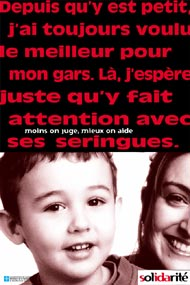 Depuis qu'y est petit,
j'ai toujours voulu
le meilleur pour
mon gars. Là, j'espère
juste qu'y fait
attention avec
moins on juge, mieux on aide
ses seringues.
solidarité